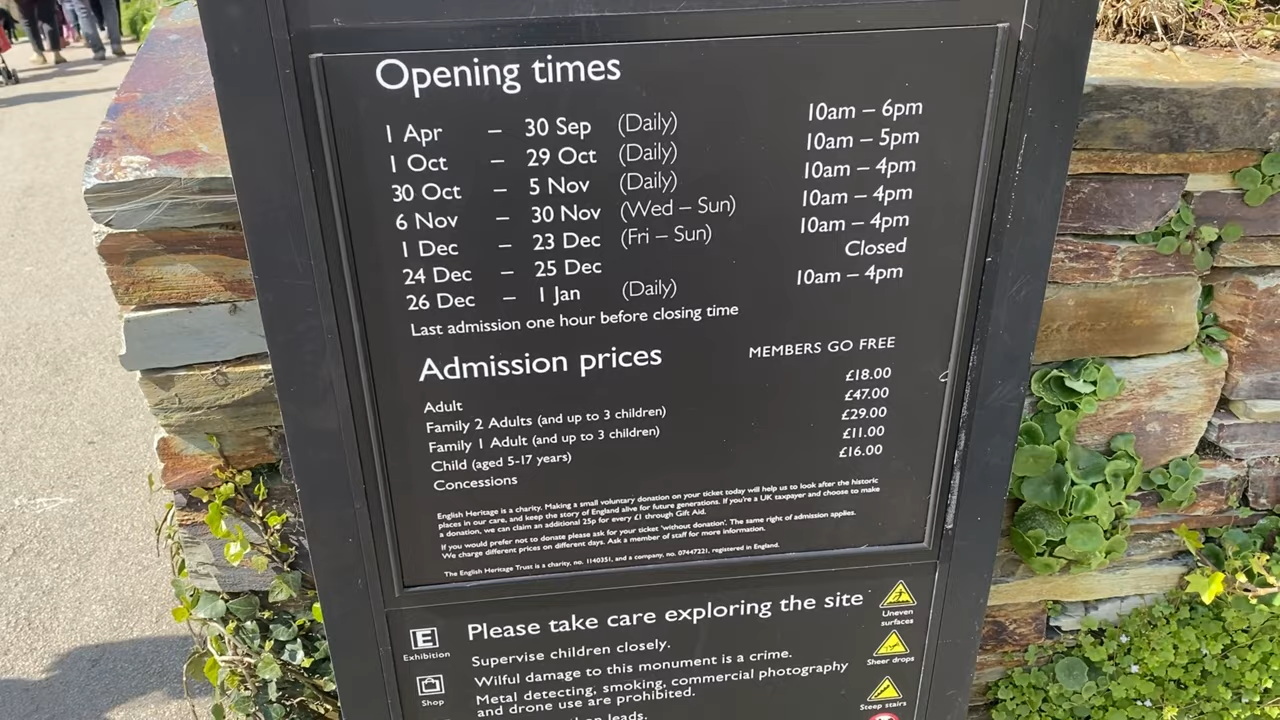 Opening times
1 Apr – 30 Sep (Daily) 10am – 6pm
1 Oct – 29 Oct (Daily) 10am – 5pm
30 Oct – 5 Nov (Daily) 10am – 4pm
6 Nov – 30 Nov (Wed – Sun) 10am – 4pm
1 Dec – 23 Dec (Fri – Sun) 10am – 4pm
24 Dec – 25 Dec Closed
26 Dec – 1 Jan (Daily) 10am – 4pm
Last admission one hour before closing time
Admission prices MEMBERS GO FREE
Adult £18.00
Family 2 Adults (and up to 3 children) £47.00
Family 1 Adult (and up to 3 children) £29.00
Child (aged 5-17 years) £11.00
Concessions £16.00
English Heritage is a charity. Making a small voluntary donation on your ticket today will help us to look after the historic
places in our care, and keep the story of England alive for future generations. If you're a UK taxpayer and choose to make
a donation, we can claim an additional 25p for every £1 through Gift Aid.
If you would prefer not to donate please ask for your ticket 'without donation'. The same right of admission applies.
We charge different prices on different days. Ask a member of staff for more information.
The English Heritage Trust is a charity, no. 1140351, and a company, no. 07447221, registered in England.
Please take care exploring the site
E
Exhibition
Shop
Supervise children closely.
Wilful damage to this monument is a crime.
Metal detecting, smoking, commercial photography
and drone use are prohibited.
on leads.
Uneven
surfaces
Sheer drops
Steep stairs